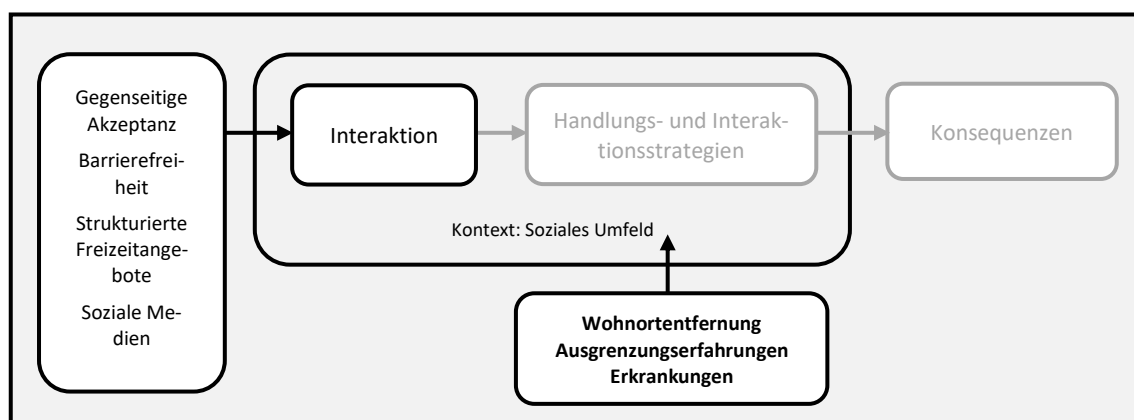 Gegenseitige
Akzeptanz
Barrierefrei-
heit
Strukturierte
Freizeitange-
bote
Soziale Me-
dien
Interaktion
Handlungs- und Interak-
tionsstrategien
Konsequenzen
Kontext: Soziales Umfeld
Wohnortentfernung
Ausgrenzungserfahrungen
Erkrankungen